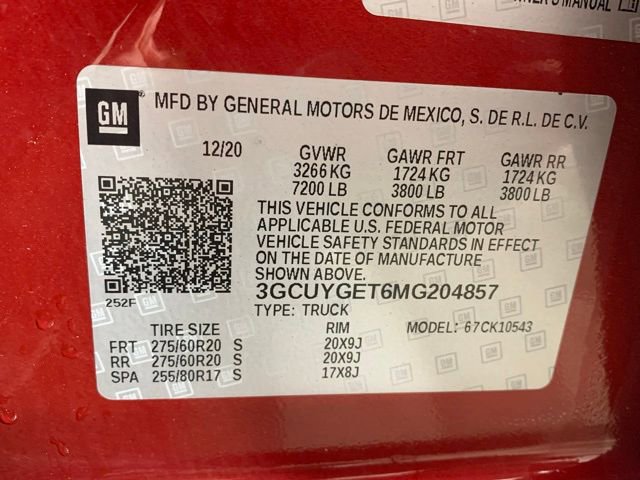 OWNER'S MANUAL
GM
MFD BY GENERAL MOTORS DE MEXICO, S. DE R.L. DE C.V.
12/20 GVWR GAWR FRT GAWR RR
3266 KG 1724 KG 1724 KG
7200 LB 3800 LB 3800 LB
THIS VEHICLE CONFORMS TO ALL
APPLICABLE U.S. FEDERAL MOTOR
VEHICLE SAFETY STANDARDS IN EFFECT
ON THE DATE OF MANUFACTURE
SHOWN ABOVE.
252F
3GCUYGET6MG204857
TYPE: TRUCK MODEL: 67CK10543
TIRE SIZE RIM
FRT 275/60R20 S 20X9J
RR 275/60R20 S 20X9J
SPA 255/80R17 S 17X8J